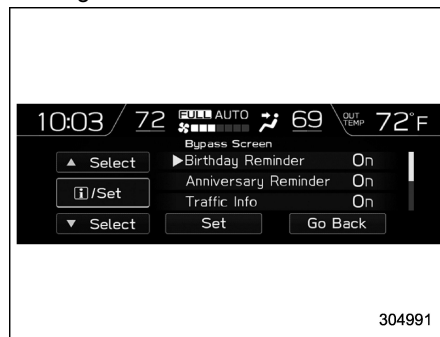 10:03 72 FULL AUTO 69 OUT TEMP 72°F
Bypass Screen
▲ Select ▶Birthday Reminder On
i/Set Anniversary Reminder On
Traffic Info On
▼ Select Set Go Back
304991